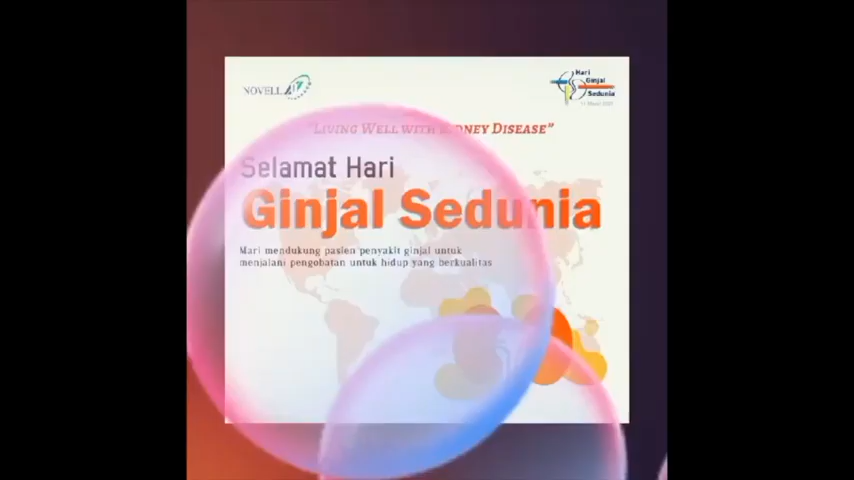 NOVELL
Hari
Ginjal
Sedunia
"LIVING WELL WITH KIDNEY DISEASE"
Selamat Hari
Ginjal Sedunia
Mari mendukung pasien penyakit ginjal untuk
menjalani pengobatan untuk hidup yang berkualitas